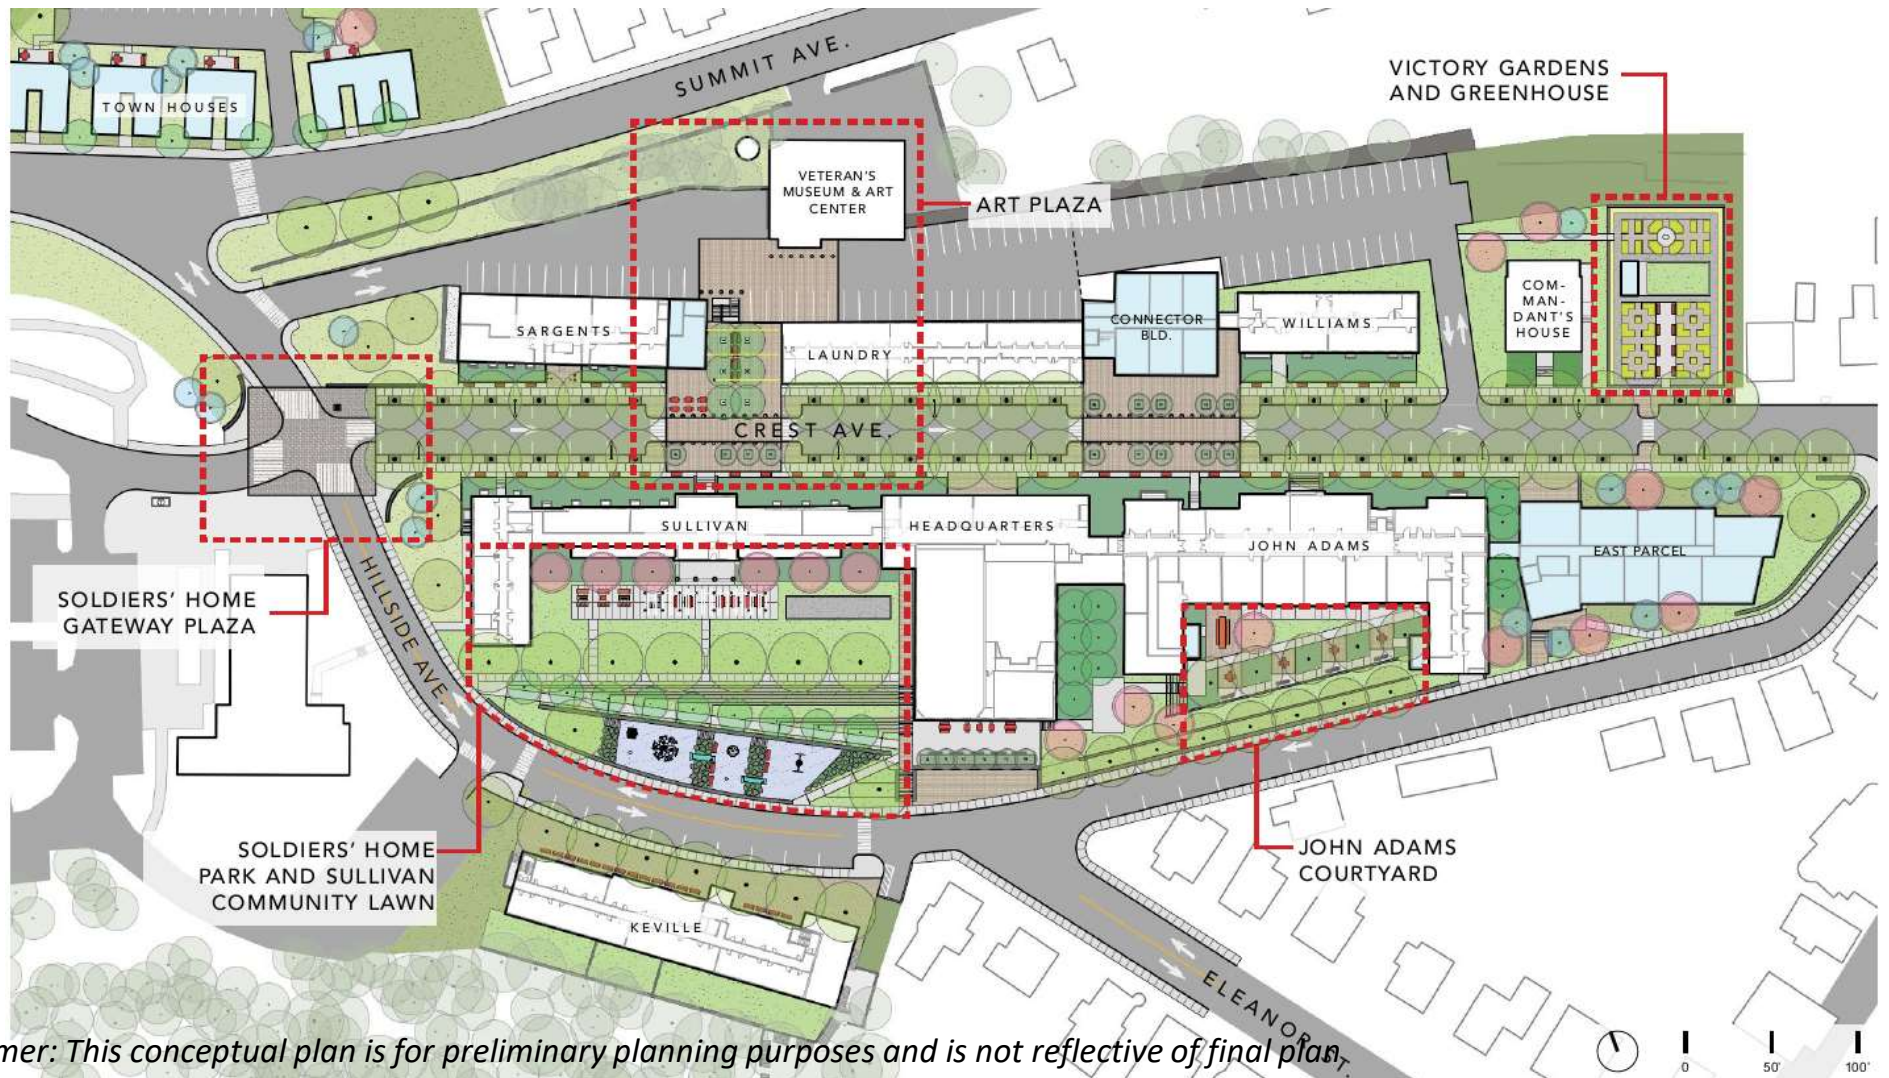 SUMMIT AVE.
TOWN HOUSES
VICTORY GARDENS
AND GREENHOUSE
VETERAN'S
MUSEUM & ART
CENTER
ART PLAZA
SARGENTS
LAUNDRY
CONNECTOR
BLD.
WILLIAMS
COM-
MAN-
DANT'S
HOUSE
CREST AVE.
SULLIVAN
HEADQUARTERS
JOHN ADAMS
EAST PARCEL
SOLDIERS' HOME
GATEWAY PLAZA
HILLSIDE AVE.
SOLDIERS' HOME
PARK AND SULLIVAN
COMMUNITY LAWN
JOHN ADAMS
COURTYARD
KEVILLE
ELEANOR ST.
mer: This conceptual plan is for preliminary planning purposes and is not reflective of final plan.
0 50' 100'